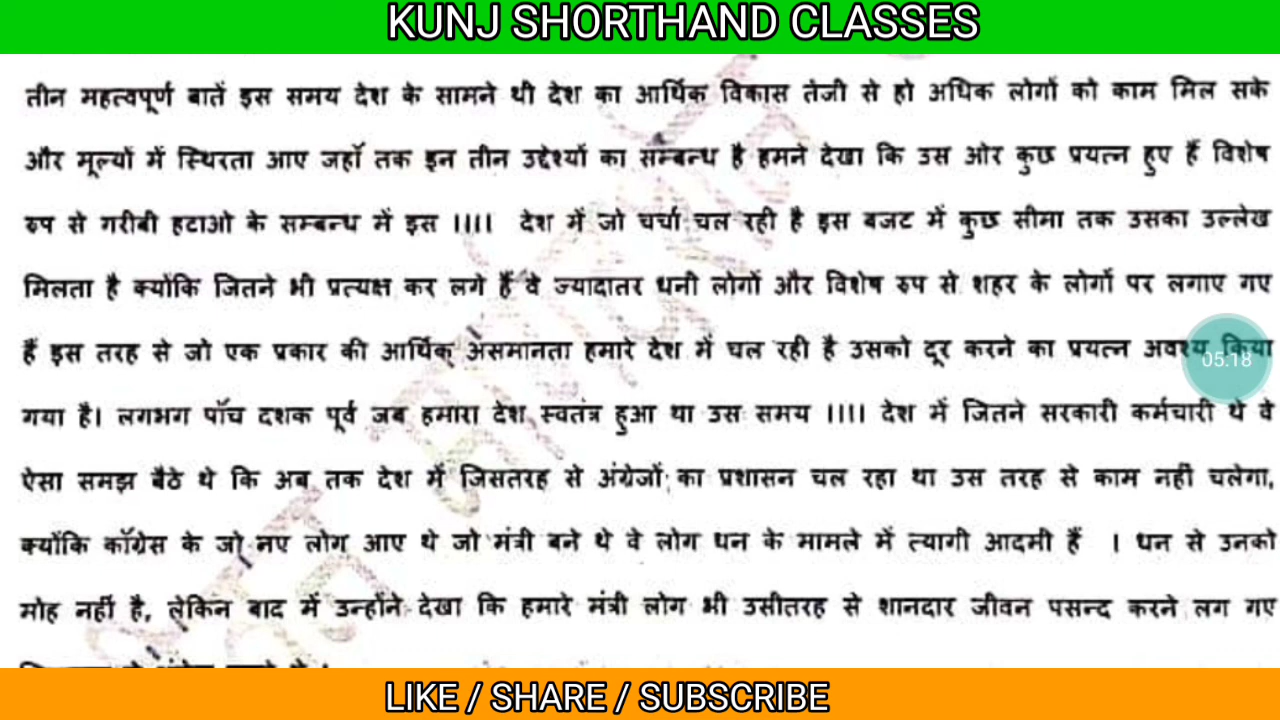 KUNJ SHORTHAND CLASSES
तीन महत्वपूर्ण बातें इस समय देश के सामने थी देश का आर्थिक विकास तेजी से हो अधिक लोगों को काम मिल सके
और मूल्यों में स्थिरता आए जहाँ तक इन तीन उद्देश्यों का सम्बन्ध है हमने देखा कि उस ओर कुछ प्रयत्न हुए हैं विशेष
रुप से गरीबी हटाओ के सम्बन्ध में इस ।।।। देश में जो चर्चा चल रही है इस बजट में कुछ सीमा तक उसका उल्लेख
मिलता है क्योंकि जितने भी प्रत्यक्ष कर लगे हैं वे ज्यादातर धनी लोगों और विशेष रुप से शहर के लोगों पर लगाए गए
हैं इस तरह से जो एक प्रकार की आर्थिक असमानता हमारे देश में चल रही है उसको दूर करने का प्रयत्न अवश्य किया
गया है। लगभग पाँच दशक पूर्व जब हमारा देश स्वतंत्र हुआ था उस समय ।।।। देश में जितने सरकारी कर्मचारी थे वे
ऐसा समझ बैठे थे कि अब तक देश में जिसतरह से अंग्रेजों का प्रशासन चल रहा था उस तरह से काम नहीं चलेगा,
क्योंकि कॉग्रेस के जो नए लोग आए थे जो मंत्री बने थे वे लोग धन के मामले में त्यागी आदमी हैं । धन से उनको
मोह नहीं है, लेकिन बाद में उन्होंने देखा कि हमारे मंत्री लोग भी उसीतरह से शानदार जीवन पसन्द करने लग गए
05:18
LIKE / SHARE / SUBSCRIBE